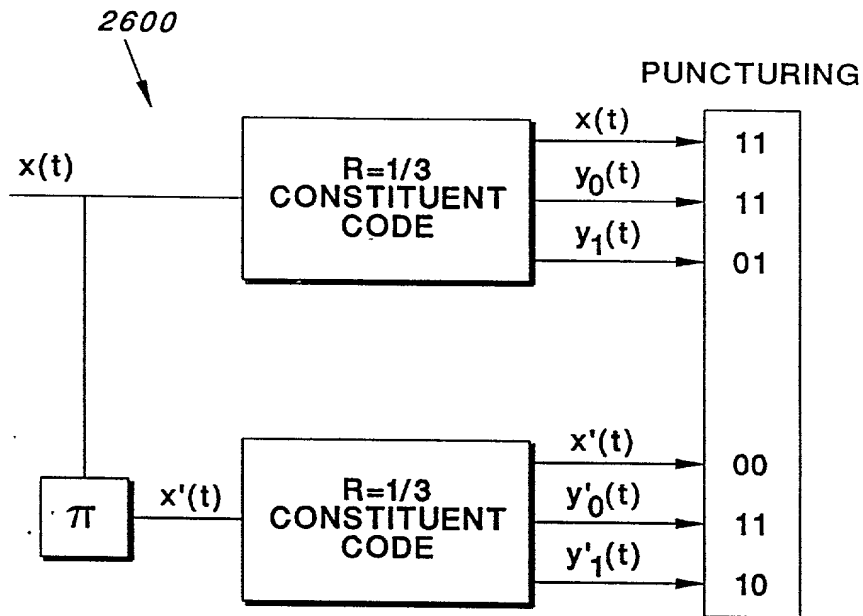 2600
PUNCTURING
x(t)
R=1/3
CONSTITUENT
CODE
x(t)
11
y0(t)
11
y1(t)
01
π
x'(t)
R=1/3
CONSTITUENT
CODE
x'(t)
00
y'0(t)
11
y'1(t)
10